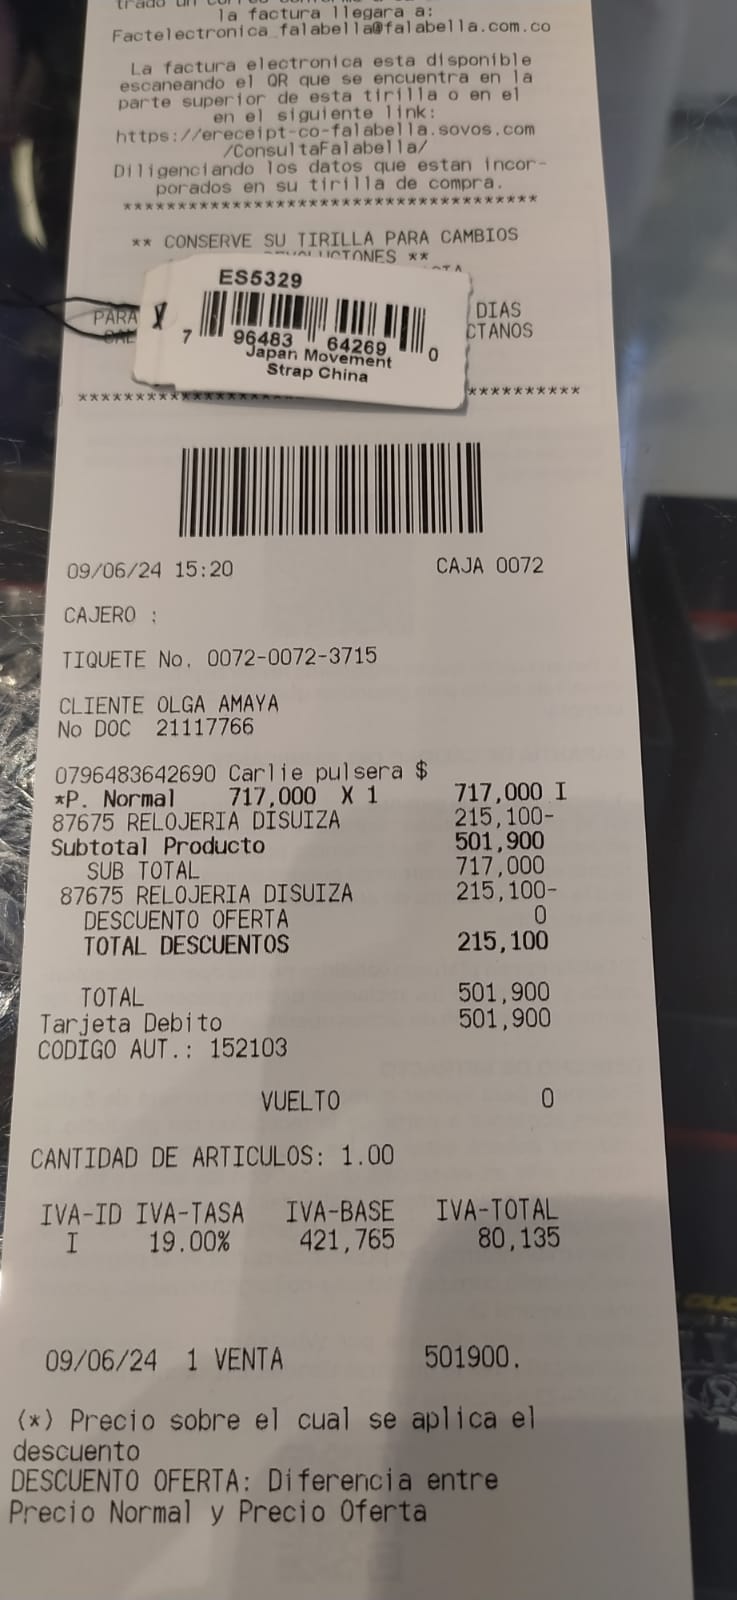 la factura llegara a:
Factelectronica_falabella@falabella.com.co
La factura electronica esta disponible
escaneando el QR que se encuentra en la
parte superior de esta tirilla o en el
en el siguiente link:
https://ereceipt-co-falabella.sovos.com
/ConsultaFalabella/
Diligenciando los datos que estan incor-
porados en su tirilla de compra.
*************************************
** CONSERVE SU TIRILLA PARA CAMBIOS
**
ES5329
PARA
DIAS
7 96483 64269 0
Japan Movement
Strap China
09/06/24 15:20 CAJA 0072
CAJERO :
TIQUETE No. 0072-0072-3715
CLIENTE OLGA AMAYA
No DOC 21117766
0796483642690 Carlie pulsera $
*P. Normal 717,000 X 1 717,000 I
87675 RELOJERIA DISUIZA 215,100-
Subtotal Producto 501,900
SUB TOTAL 717,000
87675 RELOJERIA DISUIZA 215,100-
DESCUENTO OFERTA 0
TOTAL DESCUENTOS 215,100
TOTAL 501,900
Tarjeta Debito 501,900
CODIGO AUT.: 152103
VUELTO 0
CANTIDAD DE ARTICULOS: 1.00
IVA-ID IVA-TASA IVA-BASE IVA-TOTAL
I 19.00% 421,765 80,135
09/06/24 1 VENTA 501900.
(*) Precio sobre el cual se aplica el
descuento
DESCUENTO OFERTA: Diferencia entre
Precio Normal y Precio Oferta